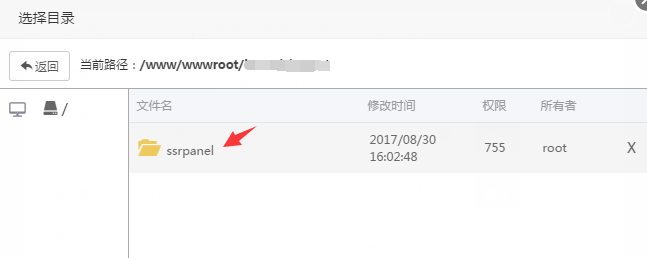 选择目录
返回 当前路径：/www/wwwroot/
/
文件名 修改时间 权限 所有者
ssrpanel 2017/08/30 16:02:48 755 root X